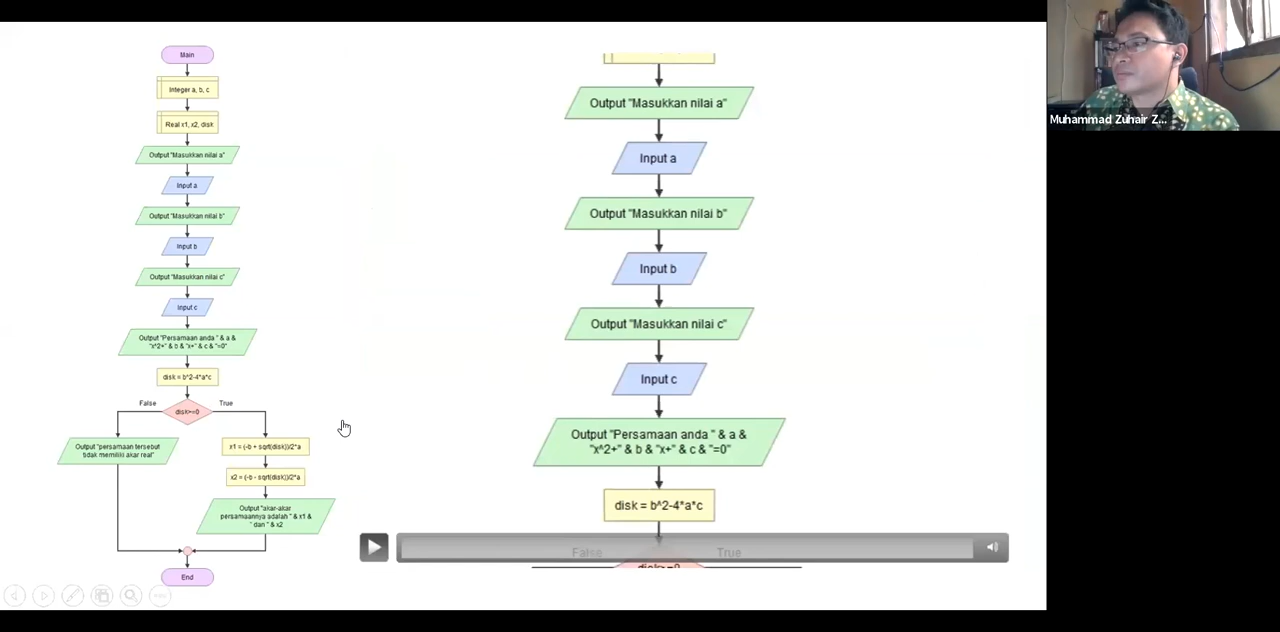 Main
Integer a, b, c
Real x1, x2, disk
Output "Masukkan nilai a"
Input a
Output "Masukkan nilai b"
Input b
Output "Masukkan nilai c"
Input c
Output "Persamaan anda " & a &
"x^2+" & b & "x+" & c & "=0"
disk = b^2-4*a*c
False
True
disk>=0
Output "persamaan tersebut
tidak memiliki akar real"
x1 = (-b + sqrt(disk))/2*a
x2 = (-b - sqrt(disk))/2*a
Output "akar-akar
persamaannya adalah " & x1 &
" dan " & x2
End
Output "Masukkan nilai a"
Input a
Output "Masukkan nilai b"
Input b
Output "Masukkan nilai c"
Input c
Output "Persamaan anda " & a &
"x^2+" & b & "x+" & c & "=0"
disk = b^2-4*a*c
False
True
disk>=0
Muhammad Zuhair Z...